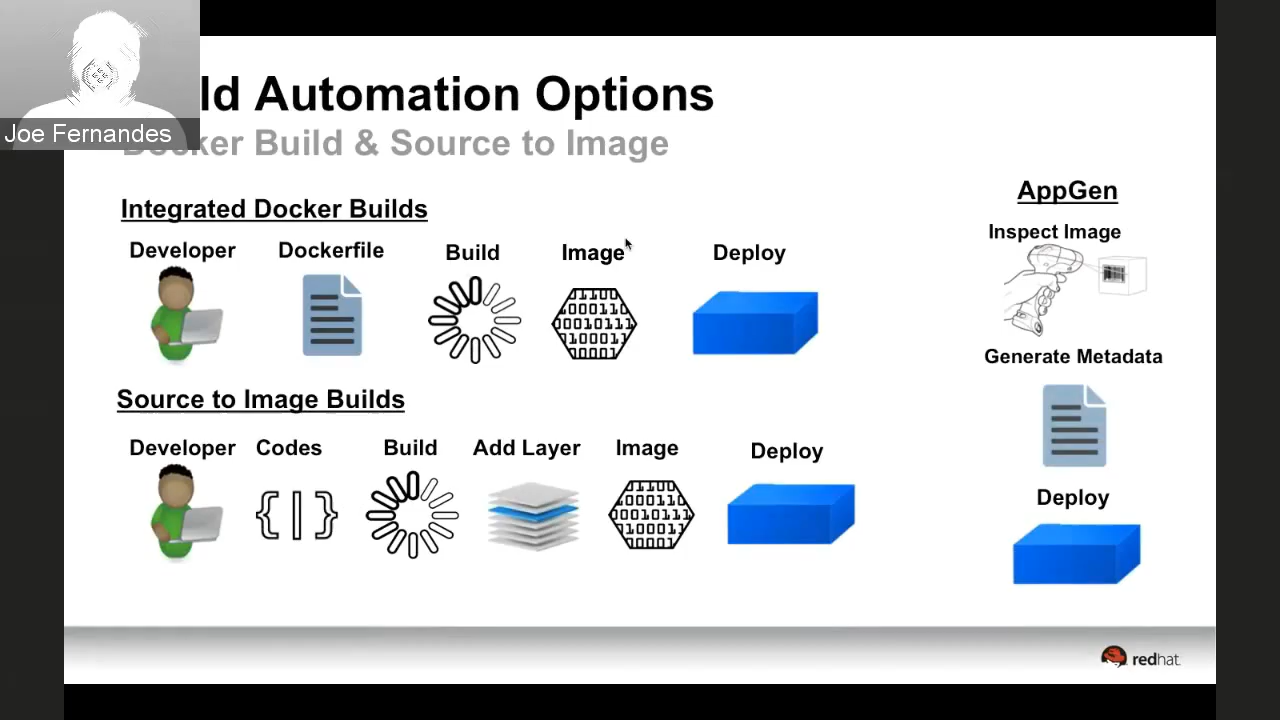 ld Automation Options
Joe Fernandes
ker Build & Source to Image
Integrated Docker Builds
Developer Dockerfile Build Image Deploy
Source to Image Builds
Developer Codes Build Add Layer Image Deploy
AppGen
Inspect Image
Generate Metadata
Deploy
redhat.